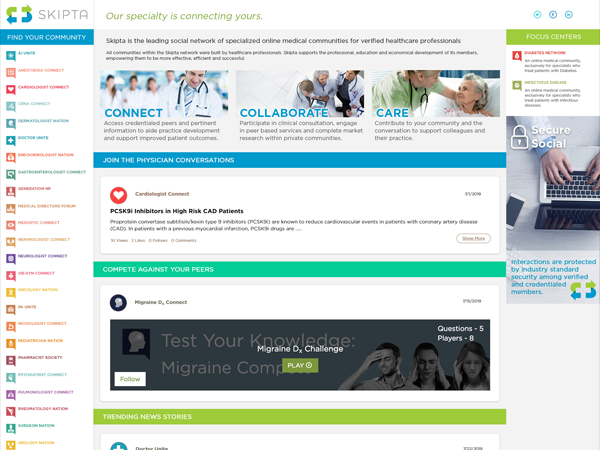 SKIPTA
Our specialty is connecting yours.
FIND YOUR COMMUNITY
AI-UNITE
ANESTHESIA CONNECT
CARDIOLOGIST CONNECT
CRNA CONNECT
DERMATOLOGIST NATION
DOCTOR UNITE
ENDOCRINOLOGIST NATION
GASTROENTEROLOGIST CONNECT
GENERATION NP
MEDICAL DIRECTORS FORUM
NEPHROLOGIST CONNECT
NEUROLOGIST CONNECT
OB-GYN CONNECT
ONCOLOGY NATION
PA UNITE
PATHOLOGIST CONNECT
PEDIATRICIAN NATION
PHARMACIST SOCIETY
PSYCHIATRIST CONNECT
PULMONOLOGIST CONNECT
RHEUMATOLOGY NATION
SURGEON NATION
UROLOGY NATION
Skipta is the leading social network of specialized online medical communities for verified healthcare professionals
All communities within the Skipta network were built by healthcare professionals. Skipta supports the professional, education and economical development of its members,
empowering them to be more effective, efficient and successful.
CONNECT
Access credentialed peers and pertinent
information to aide practice development
and support improved patient outcomes.
COLLABORATE
Participate in clinical consultation, engage
in peer based services and complete market
research within private communities.
CARE
Contribute to your community and the
conversation to support colleagues and
their practice.
JOIN THE PHYSICIAN CONVERSATIONS
Cardiologist Connect
7/1/2019
PCSK9i Inhibitors in High Risk CAD Patients
Proprotein convertase subtilisin/kexin type 9 inhibitors (PCSK9i) are known to reduce cardiovascular events in patients with coronary artery disease
(CAD). In patients with a previous myocardial infarction, PCSK9i drugs are ....
10 Views 2 Likes 0 Follows 0 Comments
Show More
COMPETE AGAINST YOUR PEERS
Migraine Dx Connect
7/15/2019
Test Your Knowledge:
Migraine Compete
Migraine Dx Challenge
PLAY
Questions - 5
Players - 8
Follow
TRENDING NEWS STORIES
Doctor Unite
7/22/2019
FOCUS CENTERS
DIABETES NETWORK
An online medical community,
exclusively for specialists who
treat patients with Diabetes.
INFECTIOUS DISEASE
An online medical community,
exclusively for specialists who
treat patients with infectious
diseases.
Secure
Social
Interactions are protected
by industry standard
security among verified
and credentialed
members.